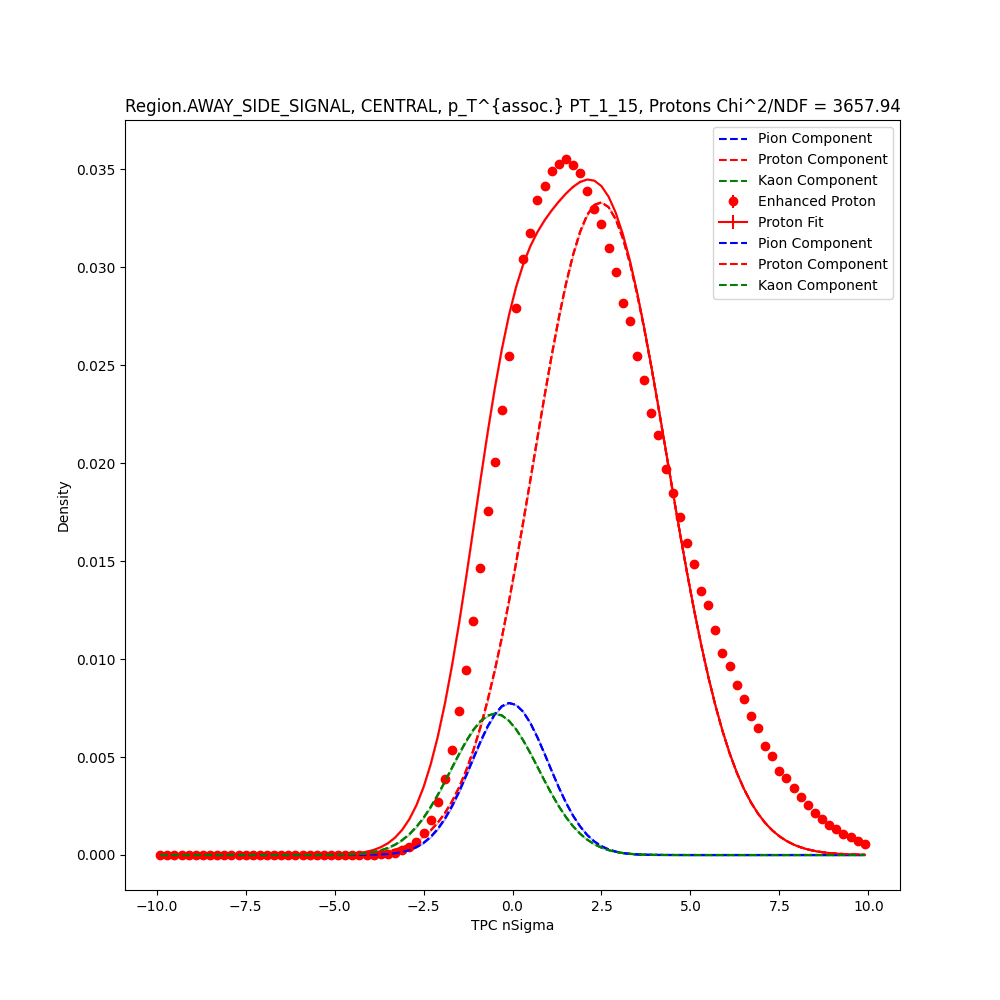 Region.AWAY_SIDE_SIGNAL, CENTRAL, p_T^{assoc.} PT_1_15, Protons Chi^2/NDF = 3657.94
Pion Component
Proton Component
Kaon Component
Enhanced Proton
Proton Fit
Pion Component
Proton Component
Kaon Component
0.035
0.030
0.025
0.020
0.015
0.010
0.005
0.000
Density
−10.0 −7.5 −5.0 −2.5 0.0 2.5 5.0 7.5 10.0
TPC nSigma